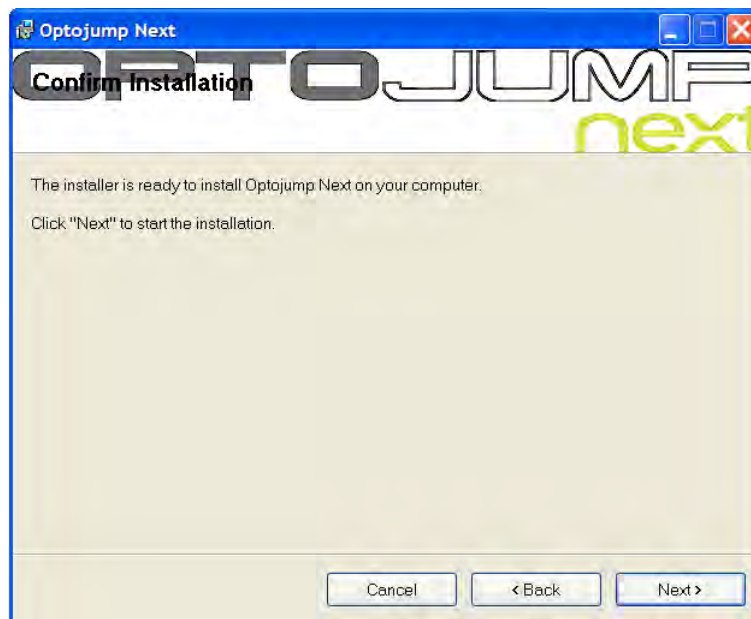 Optojump Next
OPTOJUMP
Confirm Installation
next
The installer is ready to install Optojump Next on your computer.
Click "Next" to start the installation.
Cancel
< Back
Next >